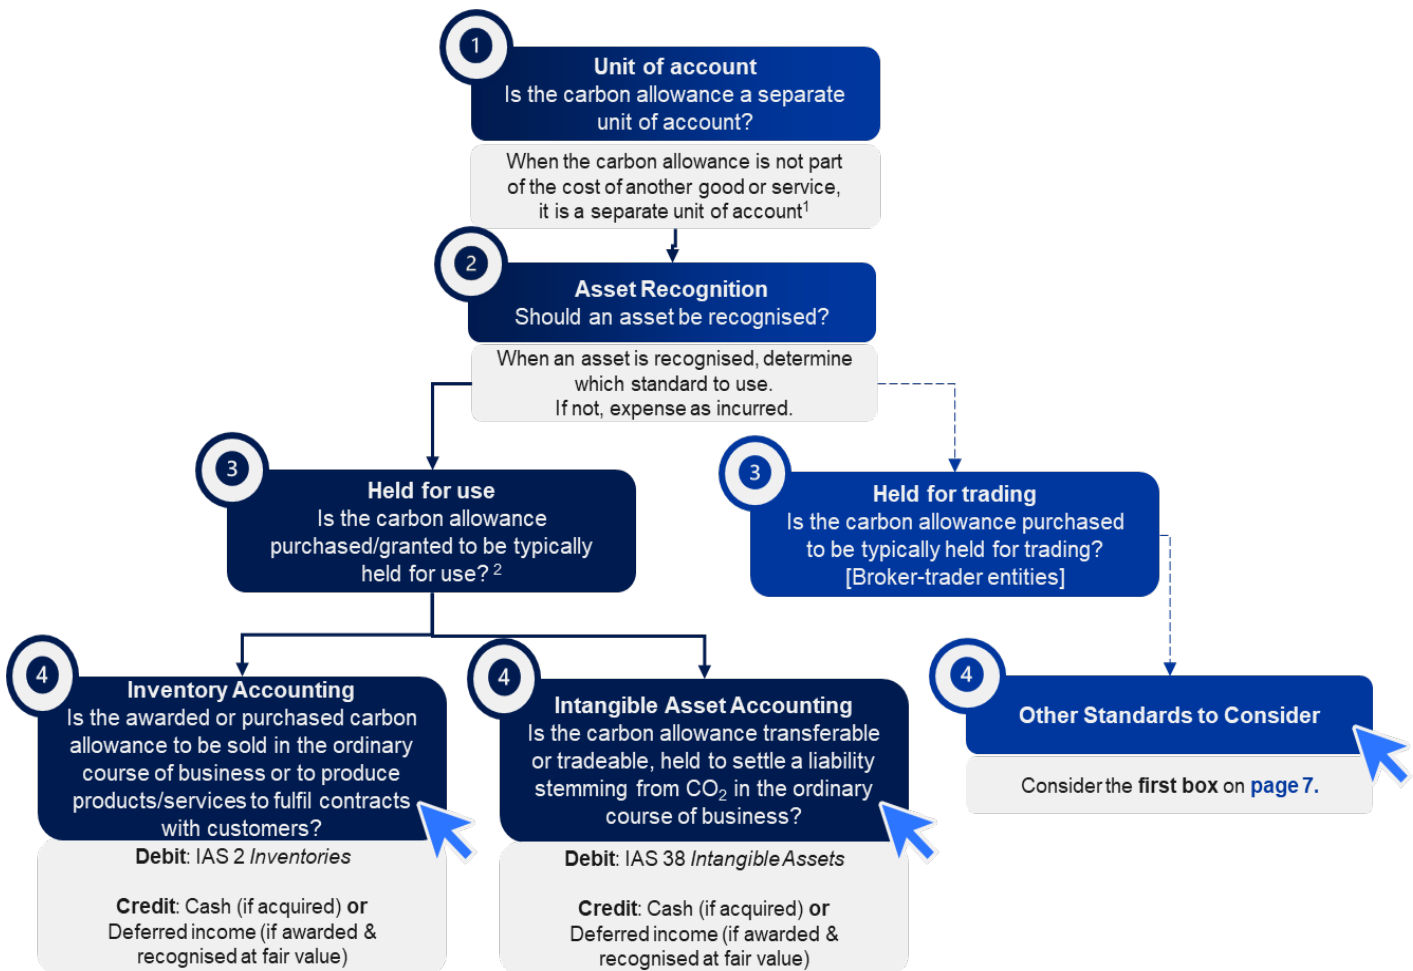 1
Unit of account
Is the carbon allowance a separate
unit of account?
When the carbon allowance is not part
of the cost of another good or service,
it is a separate unit of account1
2
Asset Recognition
Should an asset be recognised?
When an asset is recognised, determine
which standard to use.
If not, expense as incurred.
3
Held for use
Is the carbon allowance
purchased/granted to be typically
held for use? 2
3
Held for trading
Is the carbon allowance purchased
to be typically held for trading?
[Broker-trader entities]
4
Inventory Accounting
Is the awarded or purchased carbon
allowance to be sold in the ordinary
course of business or to produce
products/services to fulfil contracts
with customers?
Debit: IAS 2 Inventories
Credit: Cash (if acquired) or
Deferred income (if awarded &
recognised at fair value)
4
Intangible Asset Accounting
Is the carbon allowance transferable
or tradeable, held to settle a liability
stemming from CO2 in the ordinary
course of business?
Debit: IAS 38 Intangible Assets
Credit: Cash (if acquired) or
Deferred income (if awarded &
recognised at fair value)
4
Other Standards to Consider
Consider the first box on page 7.